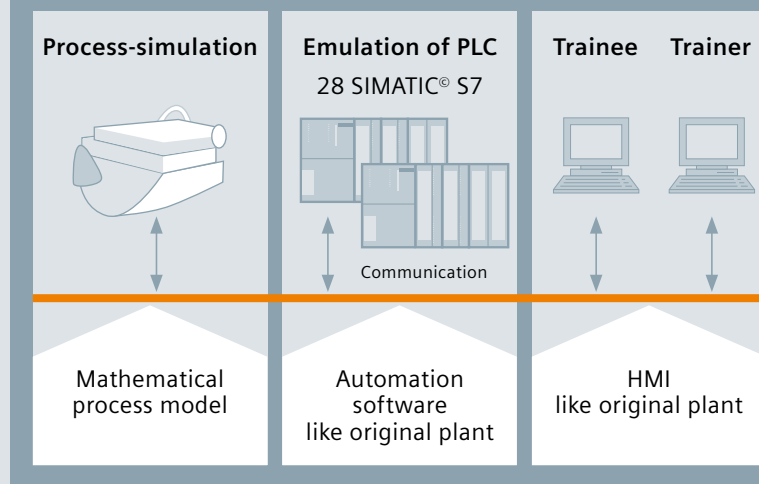 Process-simulation
Emulation of PLC
28 SIMATIC© S7
Communication
Trainee
Trainer
Mathematical
process model
Automation
software
like original plant
HMI
like original plant